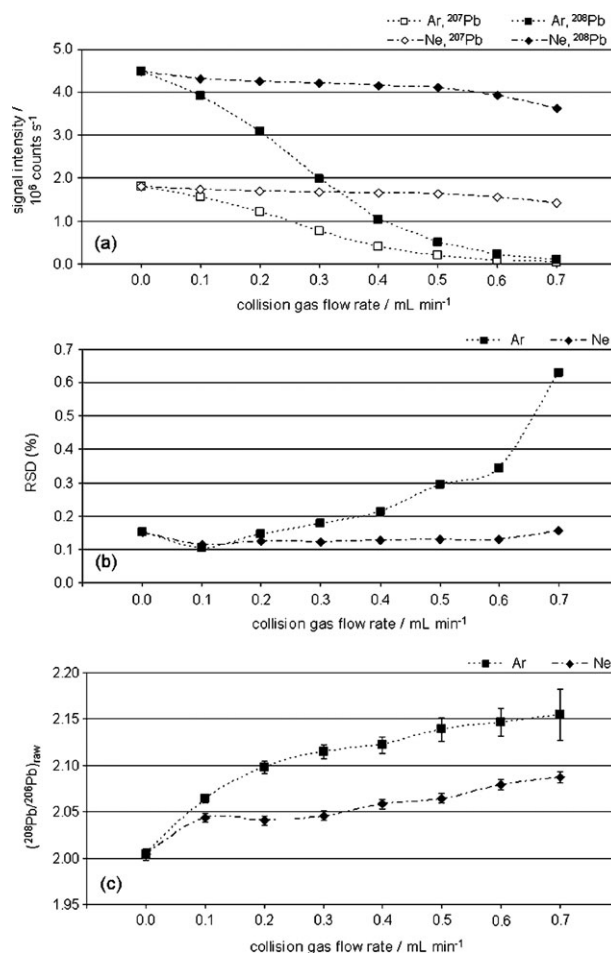 Ar, ²⁰⁷Pb Ar, ²⁰⁸Pb
Ne, ²⁰⁷Pb Ne, ²⁰⁸Pb
signal intensity /
10⁶ counts s⁻¹
5.0
4.0
3.0
2.0
1.0
0.0
(a)
0.0 0.1 0.2 0.3 0.4 0.5 0.6 0.7
collision gas flow rate / mL min⁻¹
Ar Ne
RSD (%)
0.7
0.6
0.5
0.4
0.3
0.2
0.1
0.0
(b)
0.0 0.1 0.2 0.3 0.4 0.5 0.6 0.7
collision gas flow rate / mL min⁻¹
Ar Ne
(²⁰⁸Pb/²⁰⁶Pb)raw
2.20
2.15
2.10
2.05
2.00
1.95
(c)
0.0 0.1 0.2 0.3 0.4 0.5 0.6 0.7
collision gas flow rate / mL min⁻¹